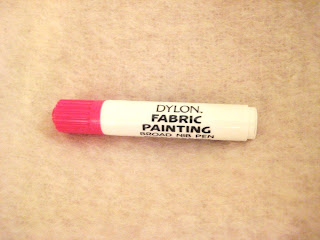 DYLON.
FABRIC
PAINTING
BROAD NIB PEN